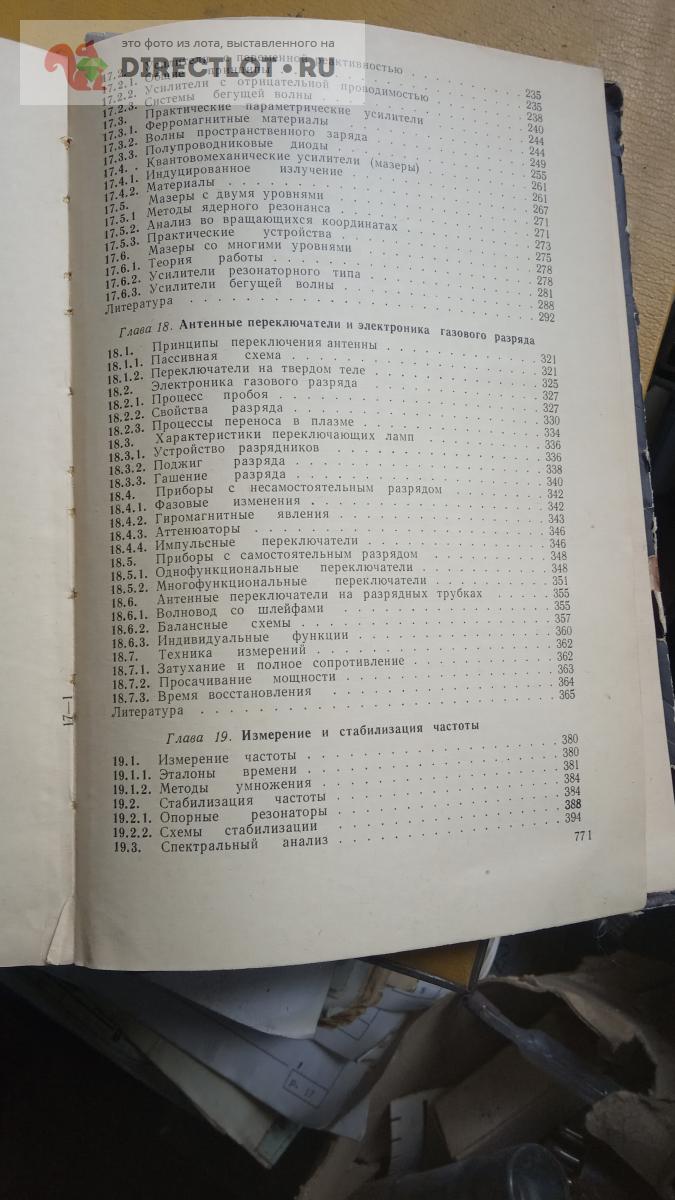 это фото из лота, выставленного на
DIRECTLOT.RU
17.2. Усилители с переменной реактивностью . . . . . 235
17.2.1. Общие принципы . . . . . 235
17.2.2. Усилители с отрицательной проводимостью . . . . . 238
17.2.3. Системы бегущей волны . . . . . 240
17.3. Практические параметрические усилители . . . . . 244
17.3.1. Ферромагнитные материалы . . . . . 244
17.3.2. Волны пространственного заряда . . . . . 249
17.3.3. Полупроводниковые диоды . . . . . 255
17.4. Квантовомеханические усилители (мазеры) . . . . . 261
17.4.1. Индуцированное излучение . . . . . 261
17.4.2. Материалы . . . . . 267
17.5. Мазеры с двумя уровнями . . . . . 271
17.5.1 Методы ядерного резонанса . . . . . 271
17.5.2. Анализ во вращающихся координатах . . . . . 273
17.5.3. Практические устройства . . . . . 275
17.6. Мазеры со многими уровнями . . . . . 278
17.6.1. Теория работы . . . . . 278
17.6.2. Усилители резонаторного типа . . . . . 281
17.6.3. Усилители бегущей волны . . . . . 288
Литература . . . . . 292
Глава 18. Антенные переключатели и электроника газового разряда
18.1. Принципы переключения антенны . . . . . 321
18.1.1. Пассивная схема . . . . . 321
18.1.2. Переключатели на твердом теле . . . . . 325
18.2. Электроника газового разряда . . . . . 327
18.2.1. Процесс пробоя . . . . . 327
18.2.2. Свойства разряда . . . . . 330
18.2.3. Процессы переноса в плазме . . . . . 334
18.3. Характеристики переключающих ламп . . . . . 336
18.3.1. Устройство разрядников . . . . . 336
18.3.2. Поджиг разряда . . . . . 338
18.3.3. Гашение разряда . . . . . 340
18.4. Приборы с несамостоятельным разрядом . . . . . 342
18.4.1. Фазовые изменения . . . . . 342
18.4.2. Гиромагнитные явления . . . . . 343
18.4.3. Аттенюаторы . . . . . 346
18.4.4. Импульсные переключатели . . . . . 346
18.5. Приборы с самостоятельным разрядом . . . . . 348
18.5.1. Однофункциональные переключатели . . . . . 348
18.5.2. Многофункциональные переключатели . . . . . 351
18.6. Антенные переключатели на разрядных трубках . . . . . 355
18.6.1. Волновод со шлейфами . . . . . 355
18.6.2. Балансные схемы . . . . . 357
18.6.3. Индивидуальные функции . . . . . 360
18.7. Техника измерений . . . . . 362
18.7.1. Затухание и полное сопротивление . . . . . 362
18.7.2. Просачивание мощности . . . . . 363
18.7.3. Время восстановления . . . . . 364
Литература . . . . . 365
Глава 19. Измерение и стабилизация частоты
19.1. Измерение частоты . . . . . 380
19.1.1. Эталоны времени . . . . . 380
19.1.2. Методы умножения . . . . . 381
19.2. Стабилизация частоты . . . . . 384
19.2.1. Опорные резонаторы . . . . . 384
19.2.2. Схемы стабилизации . . . . . 388
19.3. Спектральный анализ . . . . . 394
771
17—1
р. 17